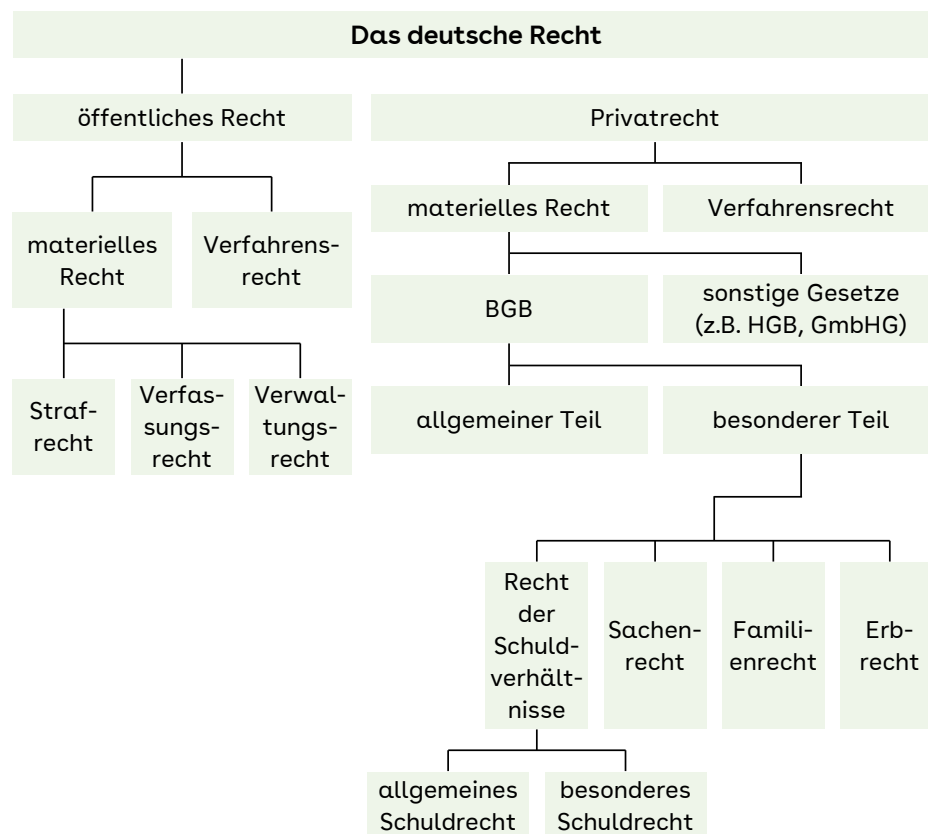 Das deutsche Recht
öffentliches Recht
Privatrecht
materielles Recht
Verfahrensrecht
materielles
Recht
Verfahrens-
recht
BGB
sonstige Gesetze
(z.B. HGB, GmbHG)
Straf-
recht
Verfas-
sungs-
recht
Verwal-
tungs-
recht
allgemeiner Teil
besonderer Teil
Recht
der
Schuld-
verhält-
nisse
Sachen-
recht
Famili-
enrecht
Erb-
recht
allgemeines
Schuldrecht
besonderes
Schuldrecht